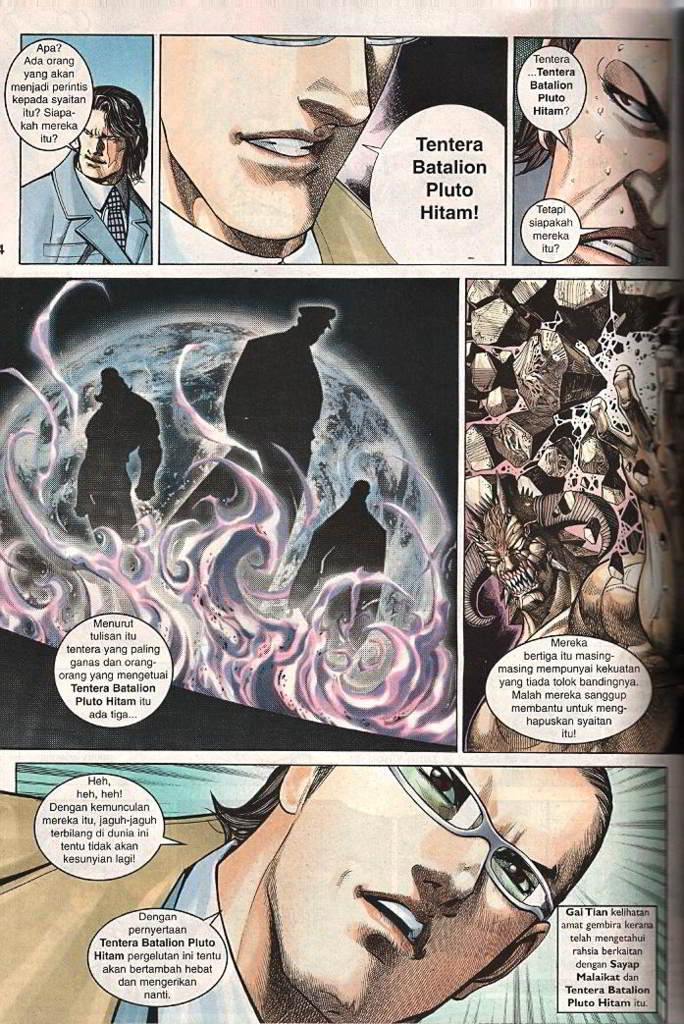 Apa?
Ada orang
yang akan
menjadi perintis
kepada syaitan
itu? Siapa-
kah mereka
itu?
Tentera
Batalion
Pluto
Hitam!
Tentera
...Tentera
Batalion
Pluto
Hitam?
Tetapi
siapakah
mereka
itu?
4
Menurut
tulisan itu
tentera yang paling
ganas dan orang-
orang yang mengetuai
Tentera Batalion
Pluto Hitam itu
ada tiga...
Mereka
bertiga itu masing-
masing mempunyai kekuatan
yang tiada tolok bandingnya.
Malah mereka sanggup
membantu untuk meng-
hapuskan syaitan
itu!
Heh,
heh, heh!
Dengan kemunculan
mereka itu, jaguh-jaguh
terbilang di dunia ini
tentu tidak akan
kesunyian lagi!
Dengan
pernyertaan
Tentera Batalion Pluto
Hitam pergelutan ini tentu
akan bertambah hebat
dan mengerikan
nanti.
Gai Tian kelihatan
amat gembira kerana
telah mengetahui
rahsia berkaitan
dengan Sayap
Malaikat dan
Tentera Batalion
Pluto Hitam itu.